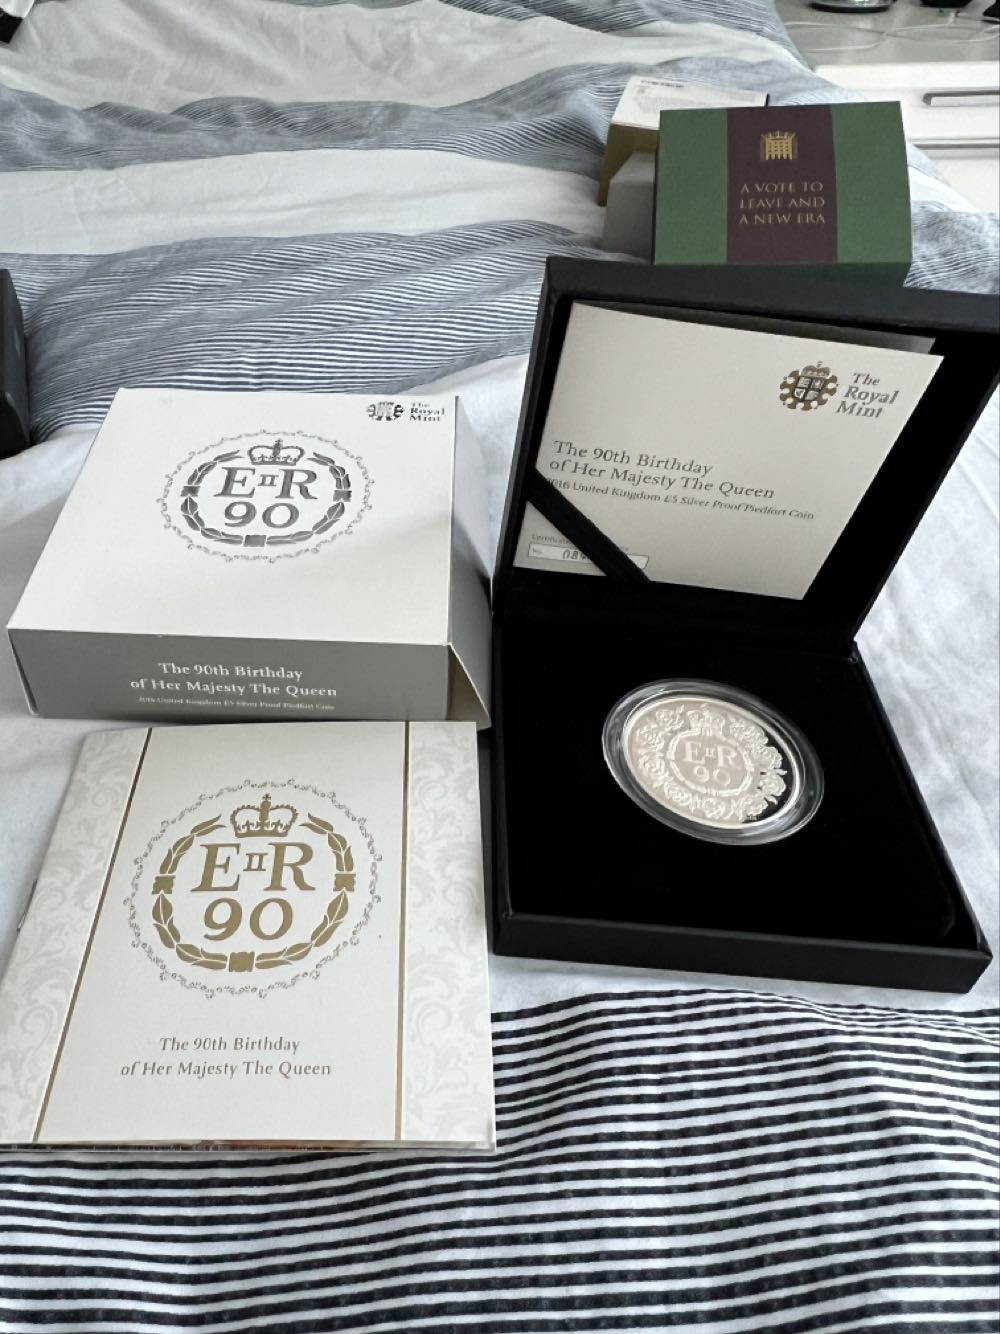 A VOTE TO
LEAVE AND
A NEW ERA
The
Royal
Mint
The 90th Birthday
of Her Majesty The Queen
2016 United Kingdom £5 Silver Proof Piedfort Coin
No.
The
Royal
Mint
EIIR
90
The 90th Birthday
of Her Majesty The Queen
2016 United Kingdom £5 Silver Proof Piedfort Coin
EIIR
90
EIIR
90
The 90th Birthday
of Her Majesty The Queen